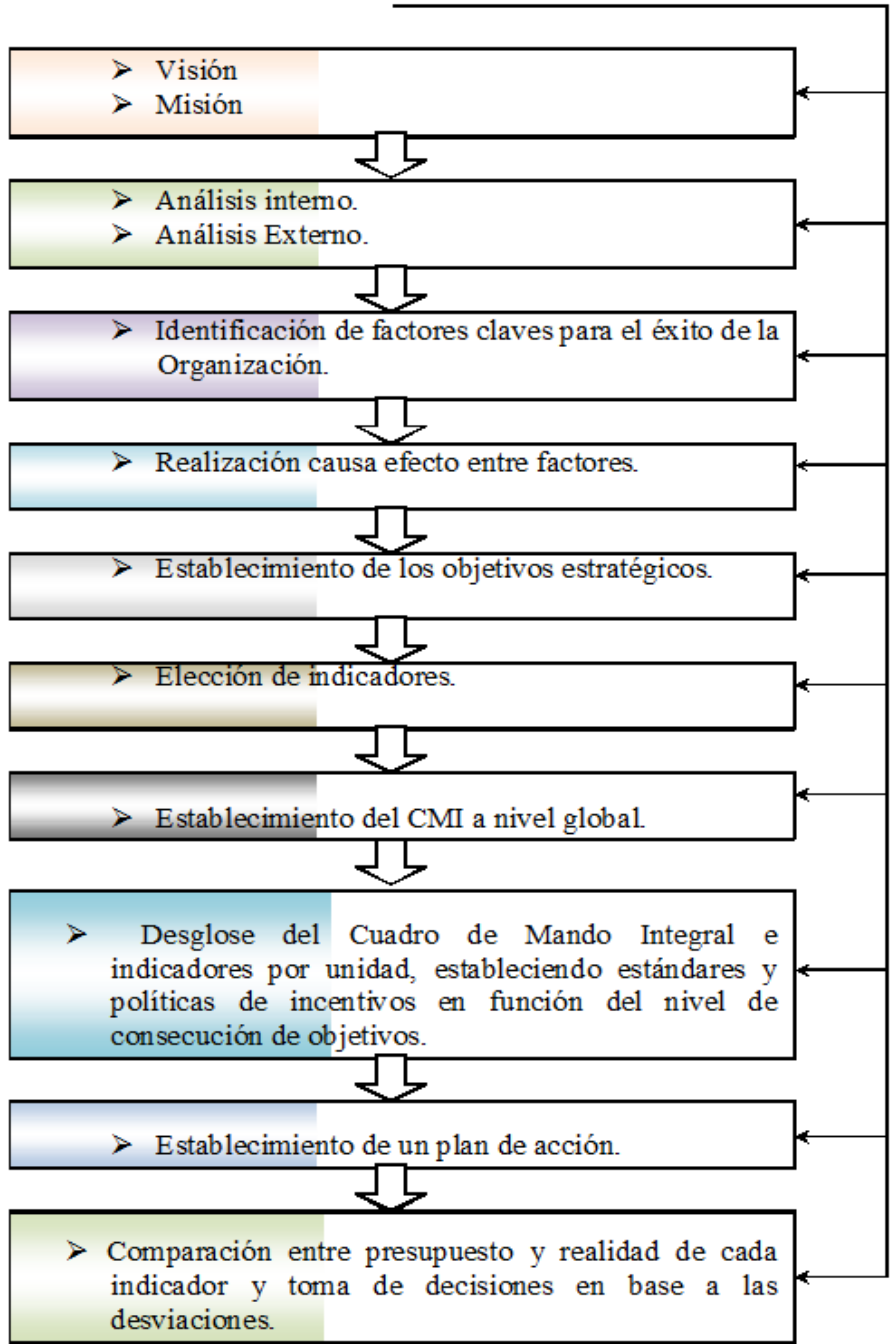 ➢ Visión
➢ Misión
➢ Análisis interno.
➢ Análisis Externo.
➢ Identificación de factores claves para el éxito de la
Organización.
➢ Realización causa efecto entre factores.
➢ Establecimiento de los objetivos estratégicos.
➢ Elección de indicadores.
➢ Establecimiento del CMI a nivel global.
➢ Desglose del Cuadro de Mando Integral e
indicadores por unidad, estableciendo estándares y
políticas de incentivos en función del nivel de
consecución de objetivos.
➢ Establecimiento de un plan de acción.
➢ Comparación entre presupuesto y realidad de cada
indicador y toma de decisiones en base a las
desviaciones.